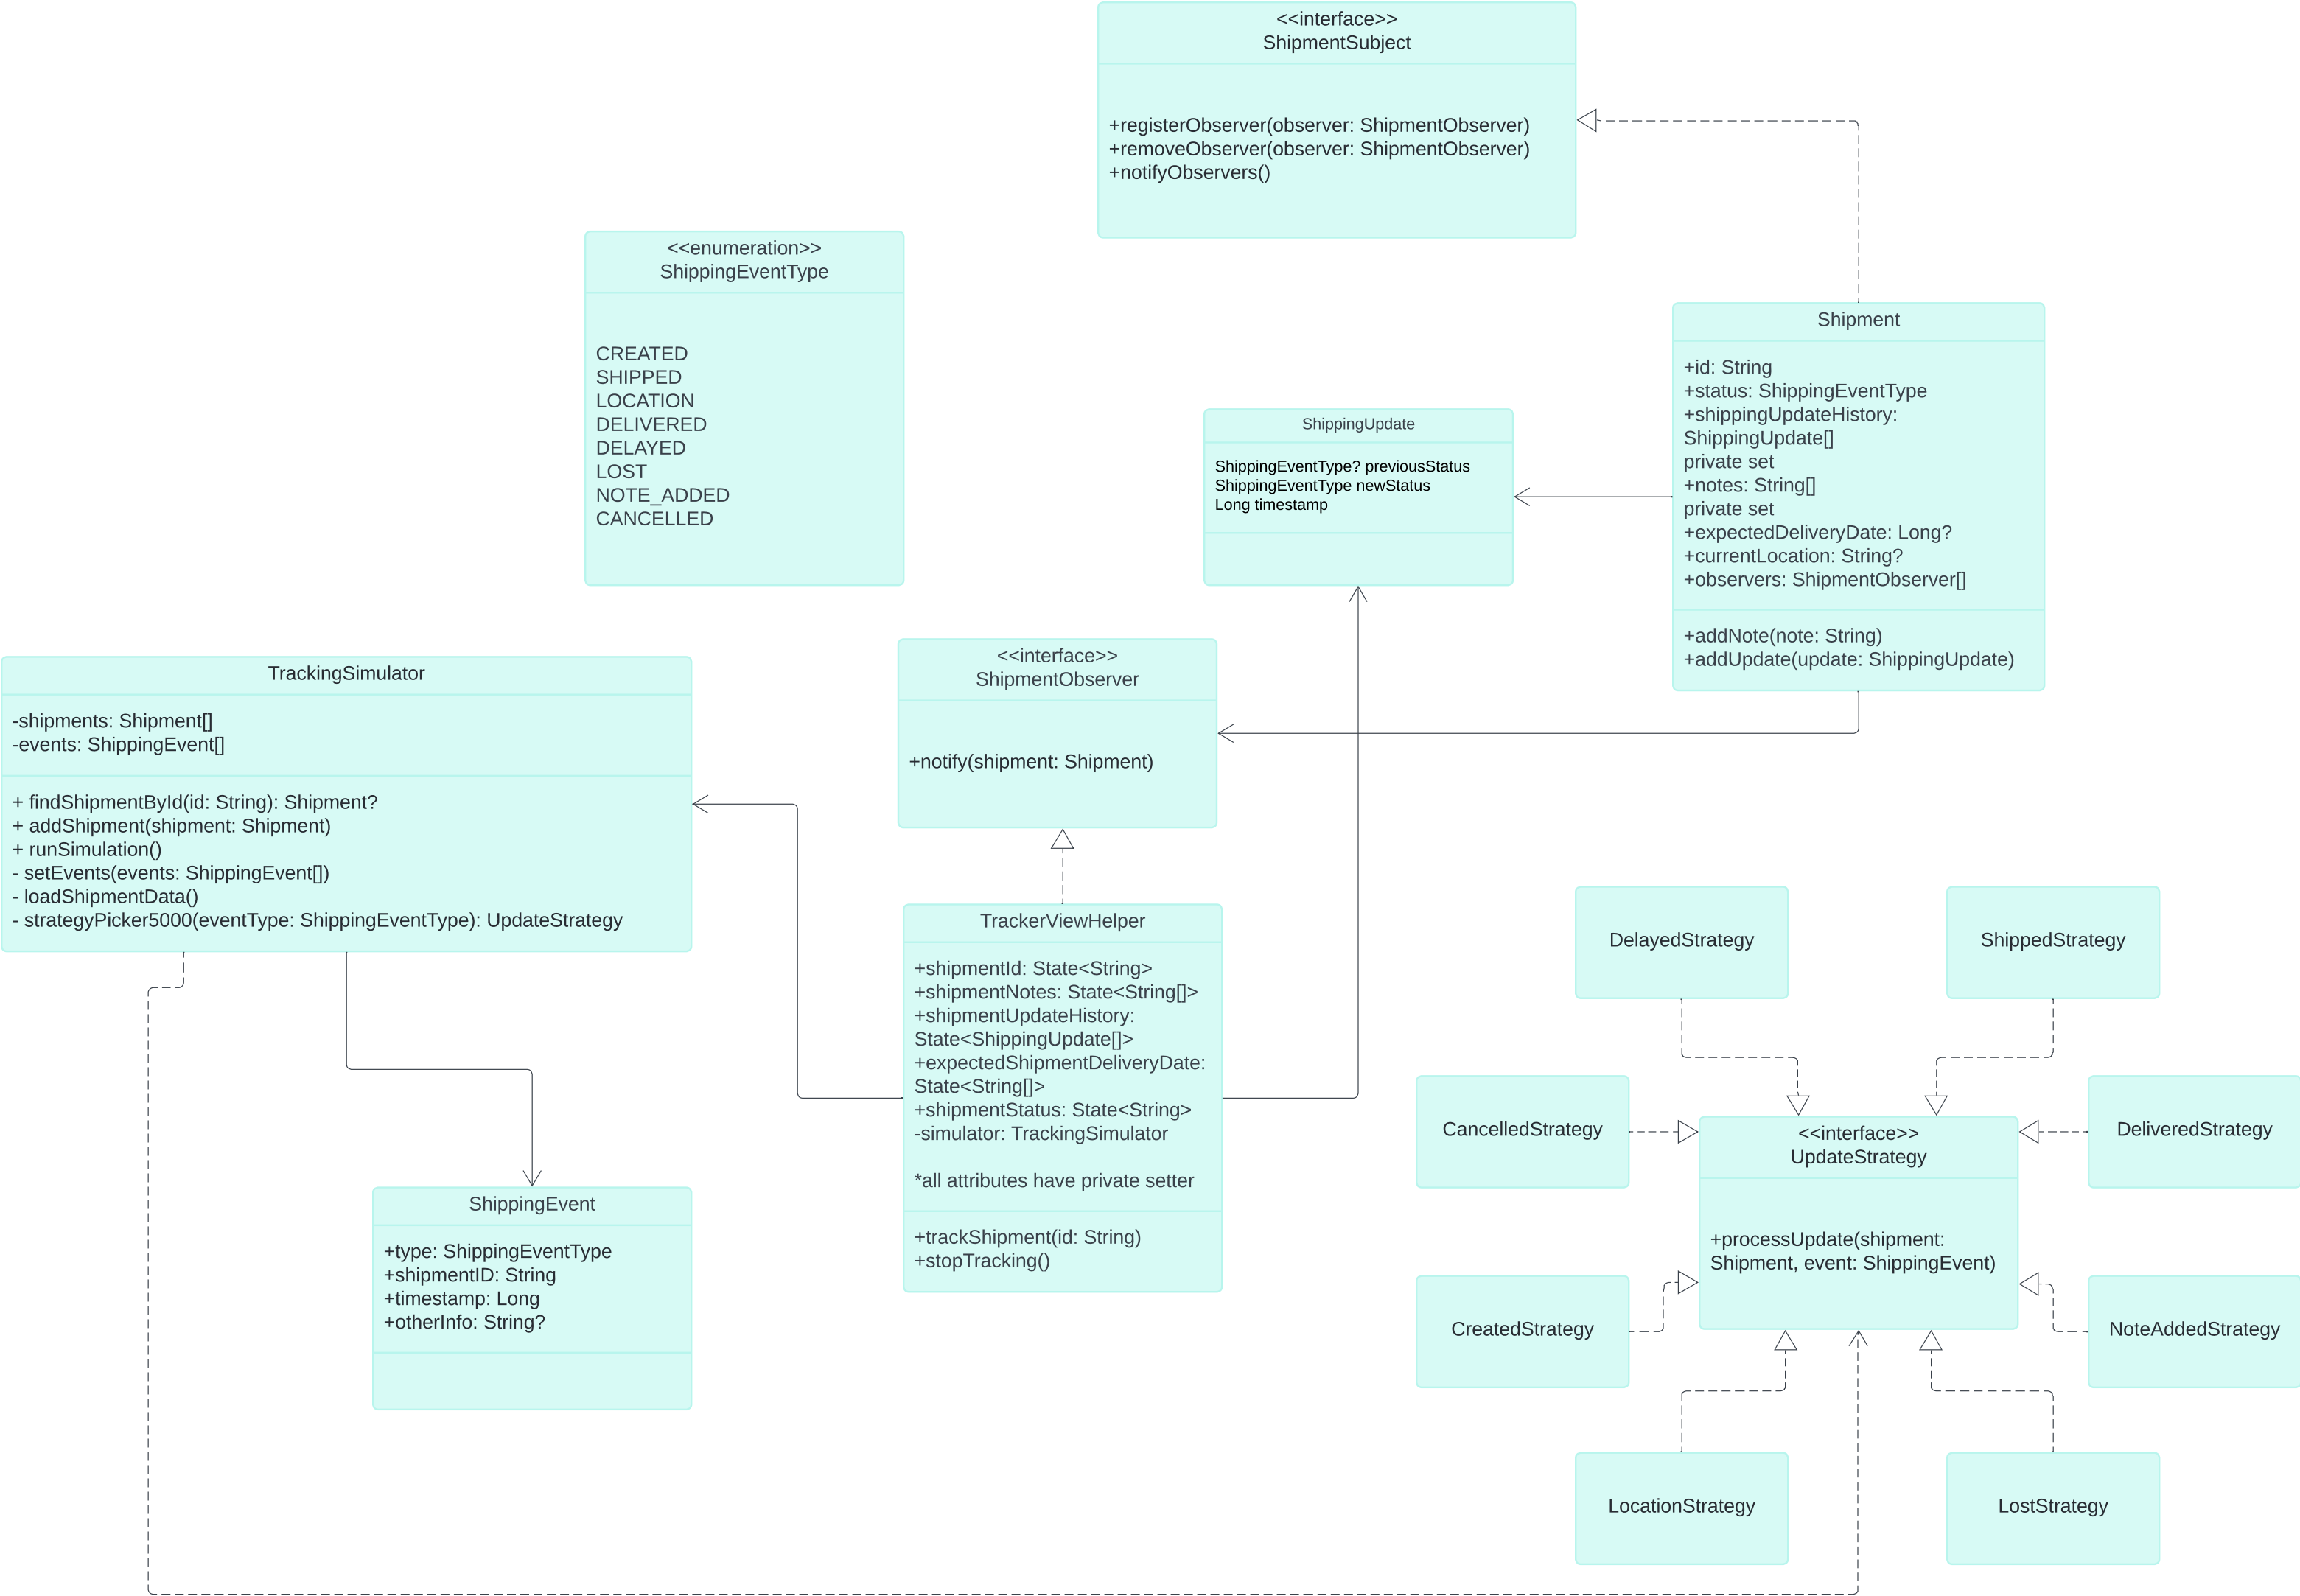 <<interface>>
ShipmentSubject
+registerObserver(observer: ShipmentObserver)
+removeObserver(observer: ShipmentObserver)
+notifyObservers()
<<enumeration>>
ShippingEventType
CREATED
SHIPPED
LOCATION
DELIVERED
DELAYED
LOST
NOTE_ADDED
CANCELLED
Shipment
+id: String
+status: ShippingEventType
+shippingUpdateHistory:
ShippingUpdate[]
private set
+notes: String[]
private set
+expectedDeliveryDate: Long?
+currentLocation: String?
+observers: ShipmentObserver[]
+addNote(note: String)
+addUpdate(update: ShippingUpdate)
ShippingUpdate
ShippingEventType? previousStatus
ShippingEventType newStatus
Long timestamp
<<interface>>
ShipmentObserver
+notify(shipment: Shipment)
TrackingSimulator
-shipments: Shipment[]
-events: ShippingEvent[]
+ findShipmentById(id: String): Shipment?
+ addShipment(shipment: Shipment)
+ runSimulation()
- setEvents(events: ShippingEvent[])
- loadShipmentData()
- strategyPicker5000(eventType: ShippingEventType): UpdateStrategy
TrackerViewHelper
+shipmentId: State<String>
+shipmentNotes: State<String[]>
+shipmentUpdateHistory:
State<ShippingUpdate[]>
+expectedShipmentDeliveryDate:
State<String[]>
+shipmentStatus: State<String>
-simulator: TrackingSimulator
*all attributes have private setter
+trackShipment(id: String)
+stopTracking()
ShippingEvent
+type: ShippingEventType
+shipmentID: String
+timestamp: Long
+otherInfo: String?
DelayedStrategy
ShippedStrategy
CancelledStrategy
<<interface>>
UpdateStrategy
+processUpdate(shipment:
Shipment, event: ShippingEvent)
DeliveredStrategy
CreatedStrategy
NoteAddedStrategy
LocationStrategy
LostStrategy